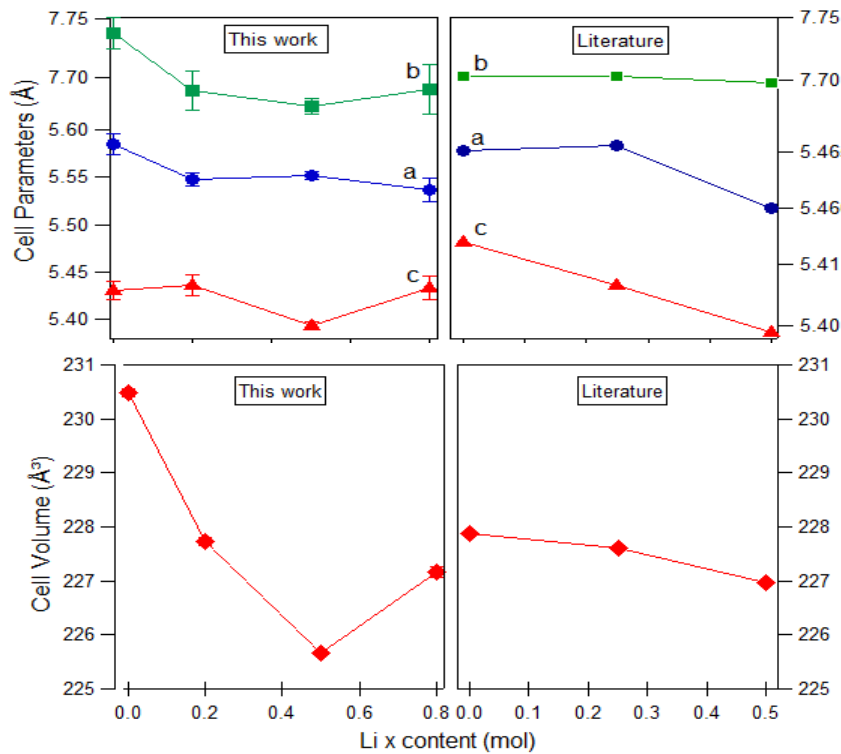 7.75
7.70
5.60
5.55
5.50
5.45
5.40
Cell Parameters (Å)
This work
b
a
c
Literature
b
a
c
7.75
7.70
5.465
5.460
5.41
5.40
231
230
229
228
227
226
225
Cell Volume (Å³)
This work
Literature
231
230
229
228
227
226
225
0.0 0.2 0.4 0.6 0.8
0.0 0.1 0.2 0.3 0.4 0.5
Li x content (mol)